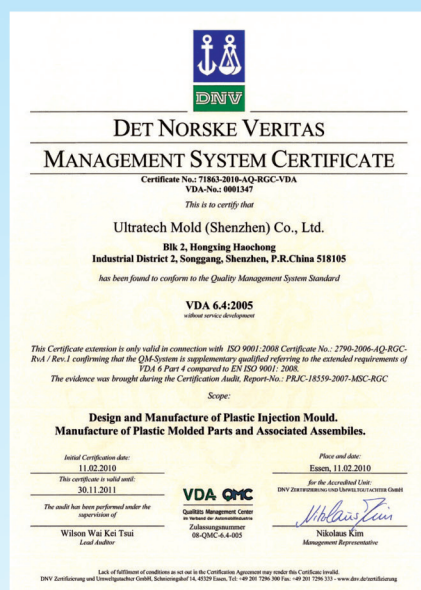 DNV
DET NORSKE VERITAS
MANAGEMENT SYSTEM CERTIFICATE
Certificate No.: 71863-2010-AQ-RGC-VDA
VDA-No.: 0001347
This is to certify that
Ultratech Mold (Shenzhen) Co., Ltd.
Blk 2, Hongxing Haochong
Industrial District 2, Songgang, Shenzhen, P.R.China 518105
has been found to conform to the Quality Management System Standard
VDA 6.4:2005
without service development
This Certificate extension is only valid in connection with ISO 9001:2008 Certificate No.: 2790-2006-AQ-RGC-
RvA / Rev.1 confirming that the QM-System is supplementary qualified referring to the extended requirements of
VDA 6 Part 4 compared to EN ISO 9001: 2008.
The evidence was brought during the Certification Audit, Report-No.: PRJC-18559-2007-MSC-RGC
Scope:
Design and Manufacture of Plastic Injection Mould.
Manufacture of Plastic Molded Parts and Associated Assembiles.
Initial Certification date:
11.02.2010
This certificate is valid until:
30.11.2011
The audit has been performed under the
supervision of
Wilson Wai Kei Tsui
Lead Auditor
VDA QMC
Qualitäts Management Center
im Verband der Automobilindustrie
Zulassungsnummer
08-QMC-6.4-005
Place and date:
Essen, 11.02.2010
for the Accredited Unit:
DNV ZERTIFIZIERUNG UND UMWELTGUTACHTER GMBH
Nikolaus Kim
Nikolaus Kim
Management Representative
Lack of fulfilment of conditions as set out in the Certification Agreement may render this Certificate invalid.
DNV Zertifizierung und Umweltgutachter GmbH, Schnieringshof 14, 45329 Essen, Tel: +49 201 7296 300 Fax: +49 201 7296 333 - www.dnv.de/zertifizierung